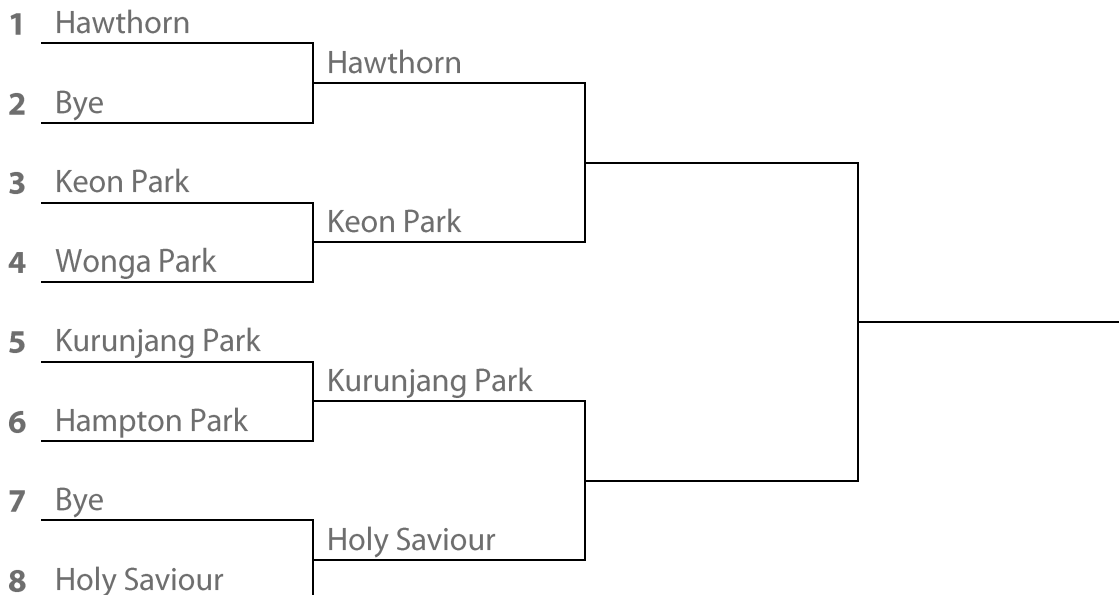 1 Hawthorn
Hawthorn
2 Bye
3 Keon Park
Keon Park
4 Wonga Park
5 Kurunjang Park
Kurunjang Park
6 Hampton Park
7 Bye
Holy Saviour
8 Holy Saviour